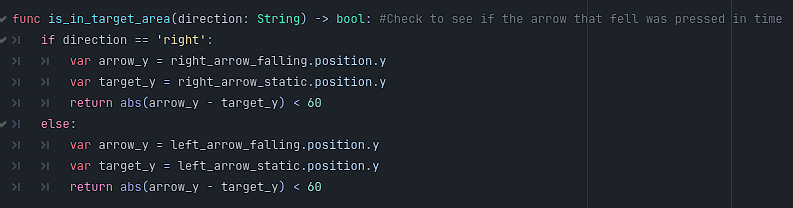 func is_in_target_area(direction: String) -> bool: #Check to see if the arrow that fell was pressed in time
if direction == 'right':
var arrow_y = right_arrow_falling.position.y
var target_y = right_arrow_static.position.y
return abs(arrow_y - target_y) < 60
else:
var arrow_y = left_arrow_falling.position.y
var target_y = left_arrow_static.position.y
return abs(arrow_y - target_y) < 60